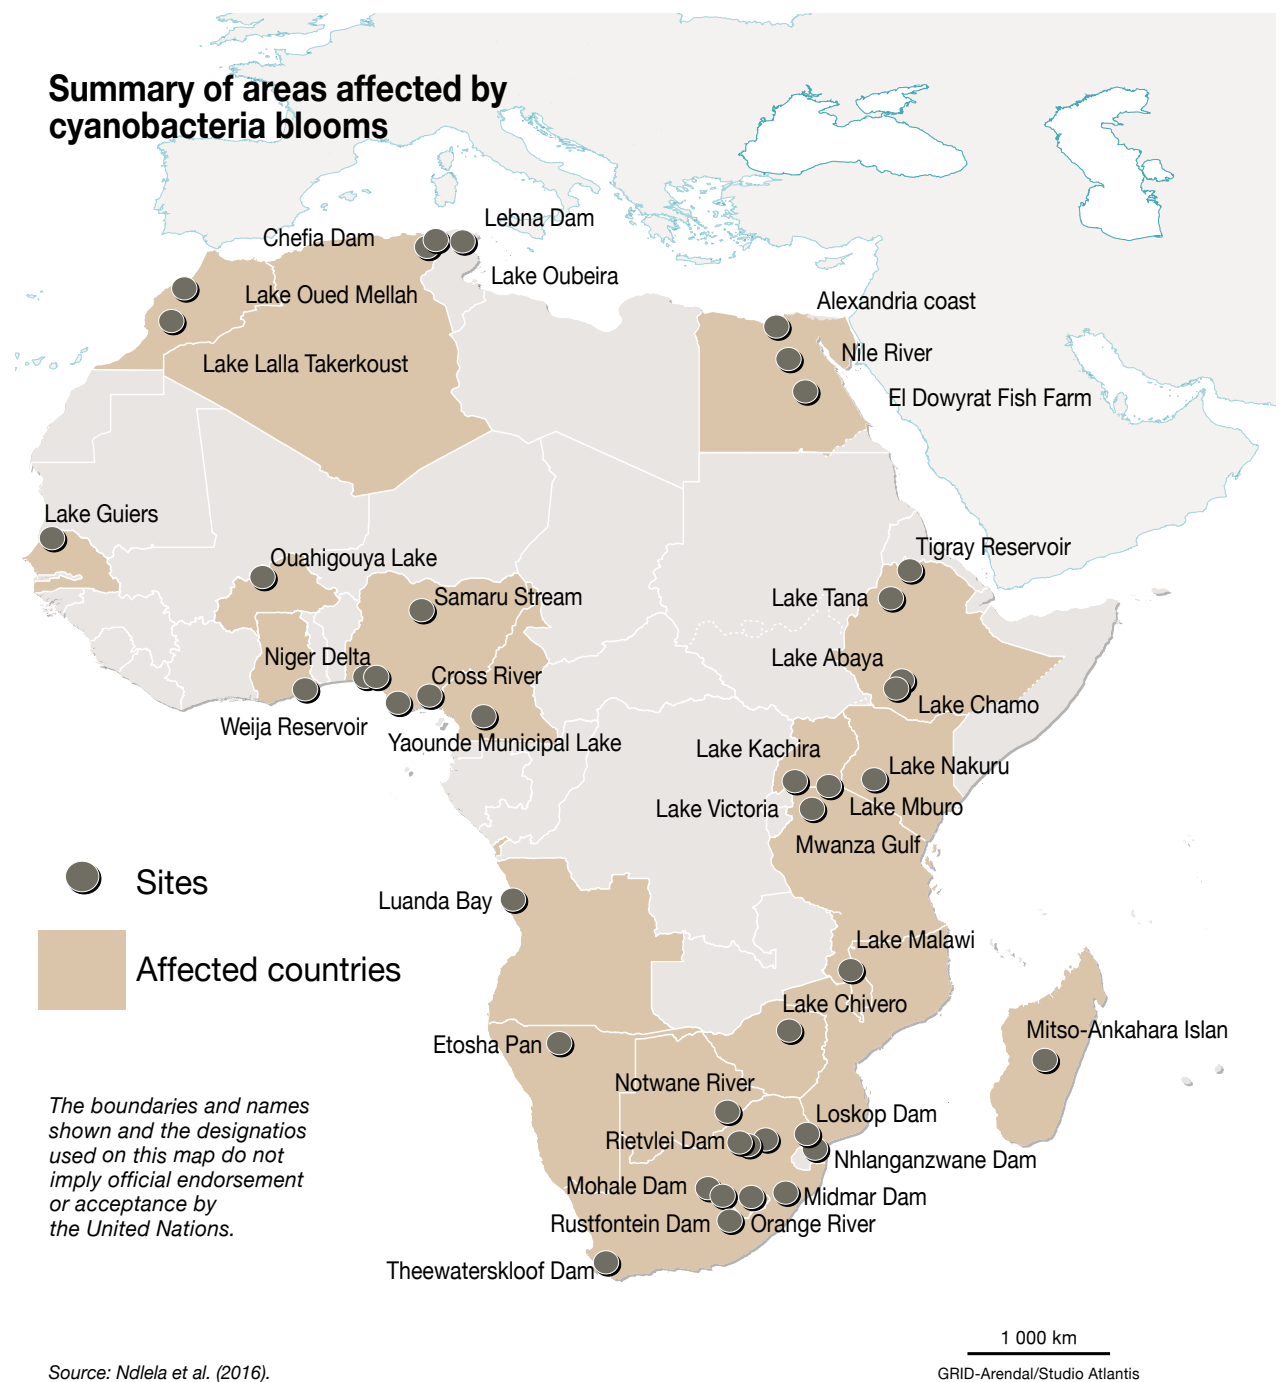 Summary of areas affected by
cyanobacteria blooms
Lebna Dam
Chefia Dam
Lake Oubeira
Lake Oued Mellah
Alexandria coast
Nile River
Lake Lalla Takerkoust
El Dowyrat Fish Farm
Lake Guiers
Tigray Reservoir
Ouahigouya Lake
Samaru Stream
Lake Tana
Niger Delta
Lake Abaya
Cross River
Lake Chamo
Weija Reservoir
Yaounde Municipal Lake
Lake Kachira
Lake Nakuru
Lake Victoria
Lake Mburo
Mwanza Gulf
Sites
Luanda Bay
Lake Malawi
Affected countries
Lake Chivero
Mitso-Ankahara Islan
Etosha Pan
Notwane River
The boundaries and names
shown and the designatios
used on this map do not
imply official endorsement
or acceptance by
the United Nations.
Loskop Dam
Rietvlei Dam
Nhlanganzwane Dam
Mohale Dam
Midmar Dam
Rustfontein Dam
Orange River
Theewaterskloof Dam
1 000 km
Source: Ndlela et al. (2016).
GRID-Arendal/Studio Atlantis